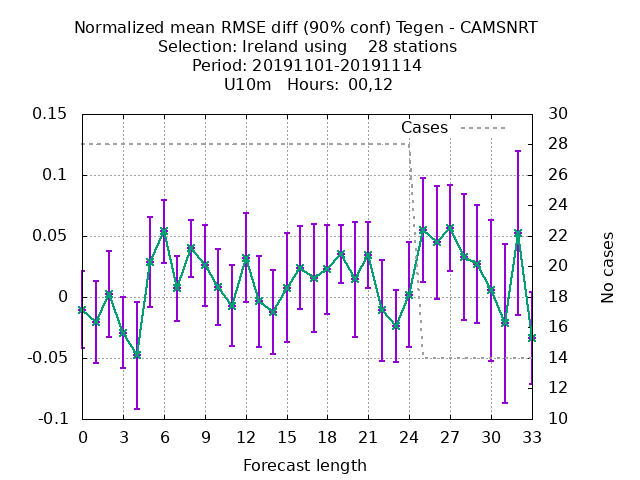 Normalized mean RMSE diff (90% conf) Tegen - CAMSNRT
Selection: Ireland using    28 stations
Period: 20191101-20191114
U10m   Hours:  00,12
Cases
0.15
0.1
0.05
0
-0.05
-0.1
30
28
26
24
22
20
18
16
14
12
10
No cases
0 3 6 9 12 15 18 21 24 27 30 33
Forecast length